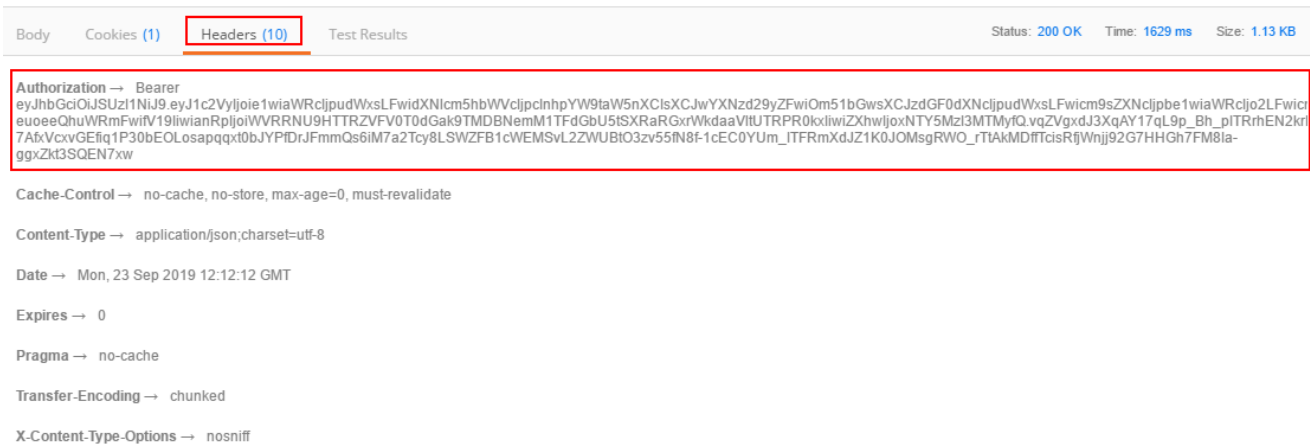 Body Cookies (1) Headers (10) Test Results Status: 200 OK Time: 1629 ms Size: 1.13 KB
Authorization → Bearer
eyJhbGciOiJSUzI1NiJ9.eyJ1c2VyIjoie1wiaWRcIjpudWxsLFwidXNlcm5hbWVcIjpcInhpYW9taW5nXCIsXCJwYXNzd29yZFwiOm51bGwsXCJzdGF0dXNcIjpudWxsLFwicm9sZXNcIjpbe1wiaWRcIjo2LFwicm
Cache-Control → no-cache, no-store, max-age=0, must-revalidate
Content-Type → application/json;charset=utf-8
Date → Mon, 23 Sep 2019 12:12:12 GMT
Expires → 0
Pragma → no-cache
Transfer-Encoding → chunked
X-Content-Type-Options → nosniff
ggxZkt3SQEN7xw